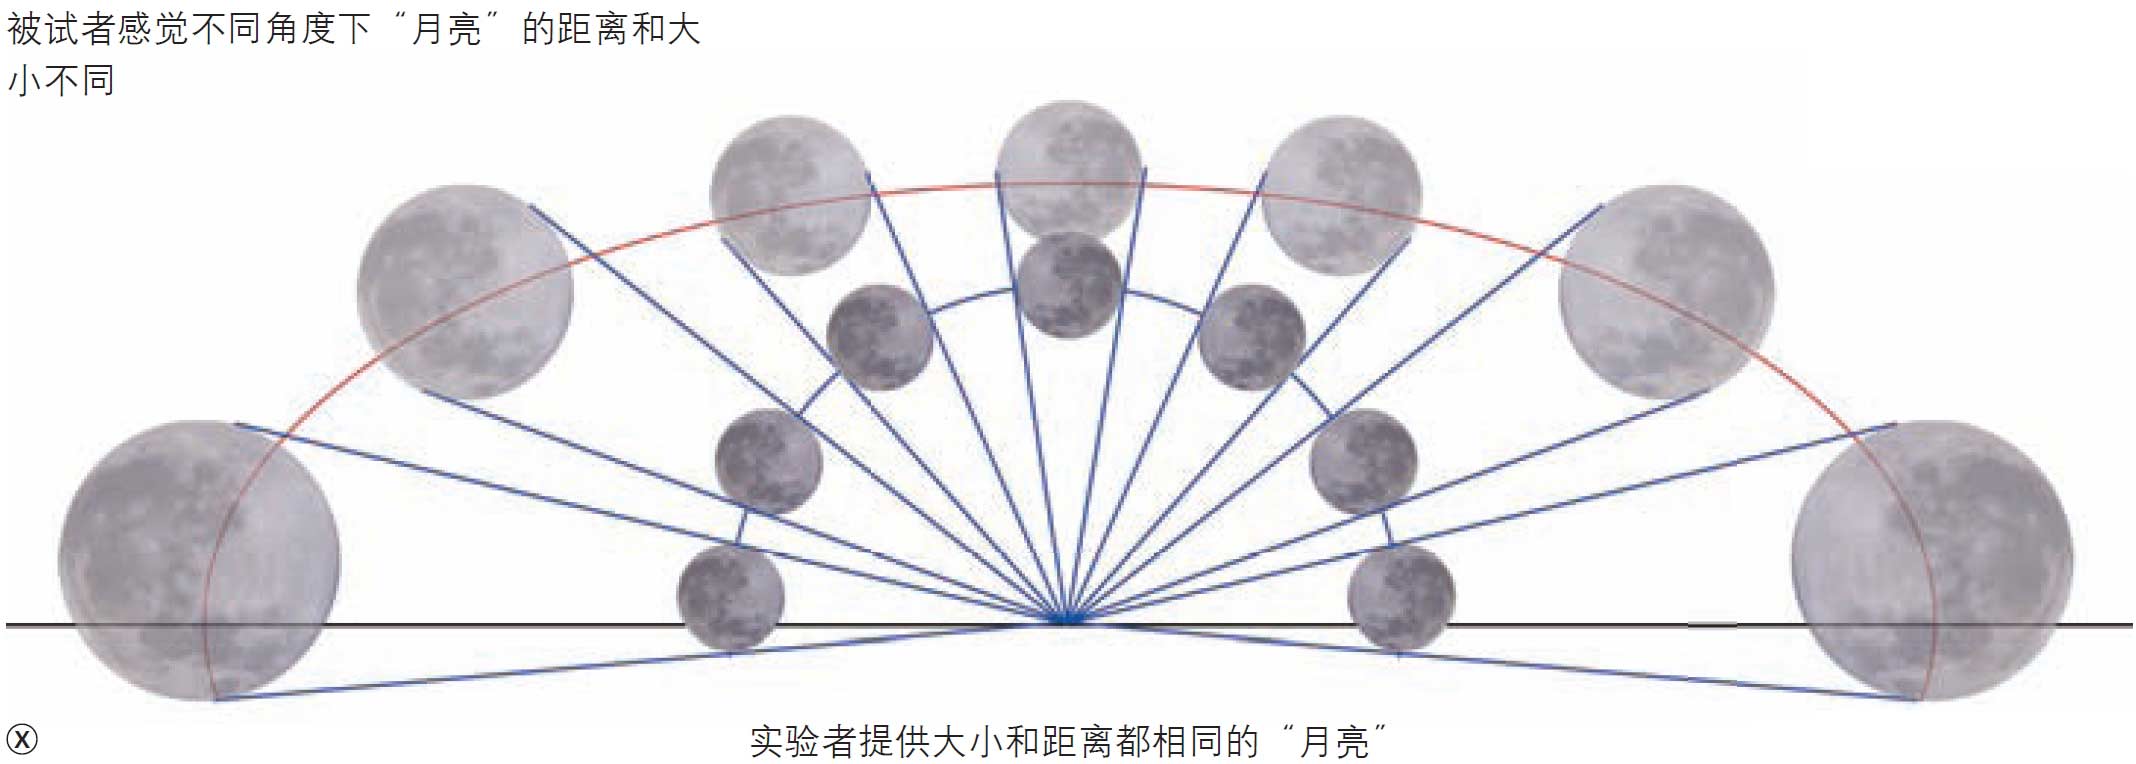 被试者感觉不同角度下“月亮”的距离和大
小不同
ⓧ
实验者提供大小和距离都相同的“月亮”